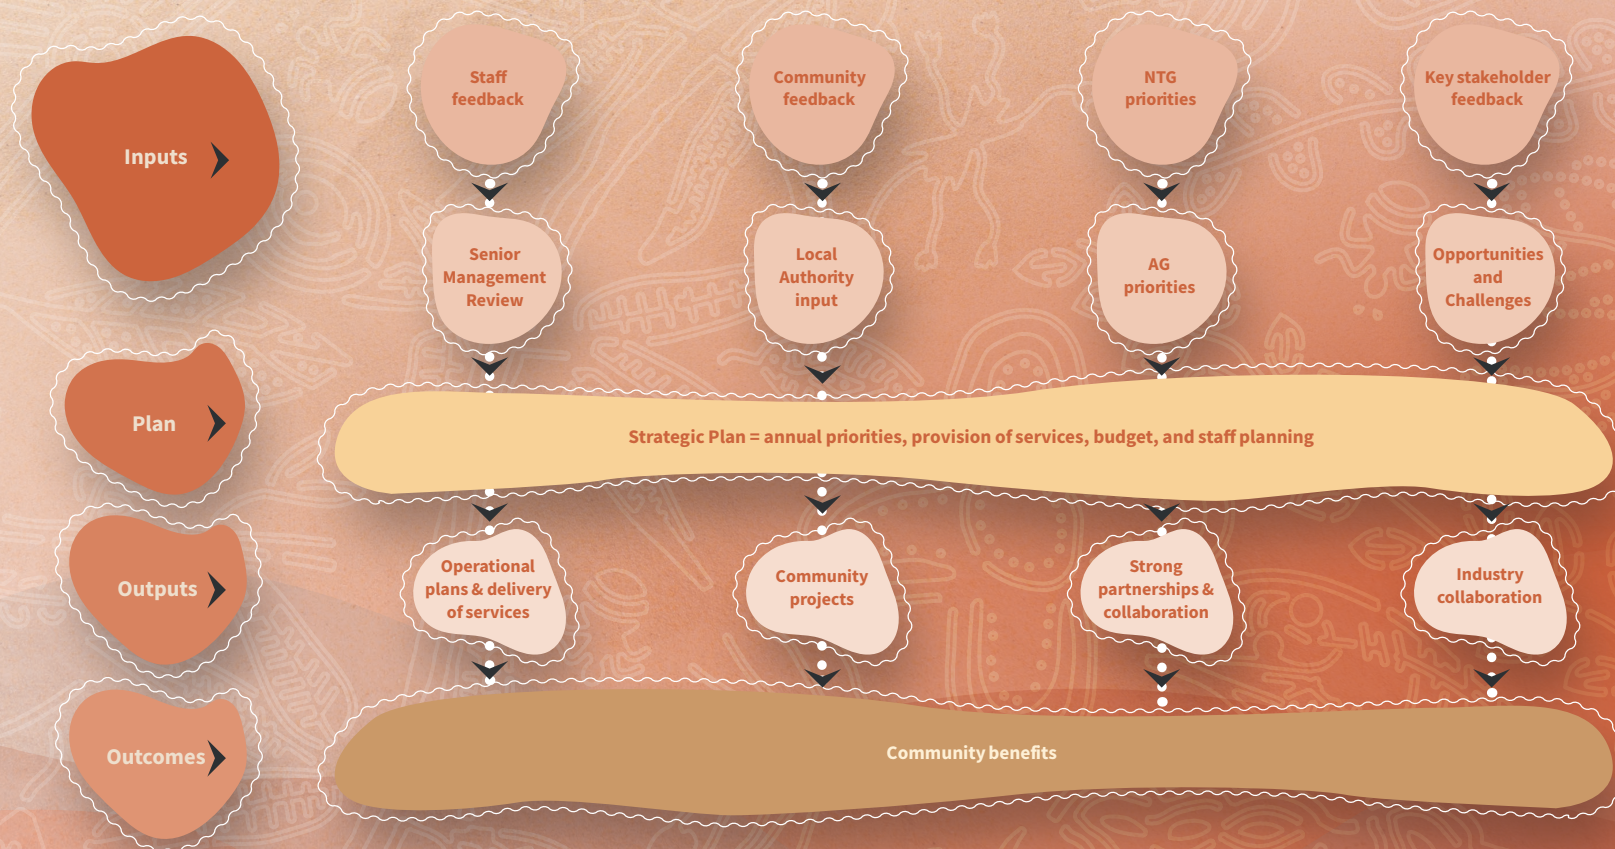 Inputs
Staff
feedback
Community
feedback
NTG
priorities
Key stakeholder
feedback
Senior
Management
Review
Local
Authority
input
AG
priorities
Opportunities
and
Challenges
Plan
Strategic Plan = annual priorities, provision of services, budget, and staff planning
Outputs
Operational
plans & delivery
of services
Community
projects
Strong
partnerships &
collaboration
Industry
collaboration
Outcomes
Community benefits